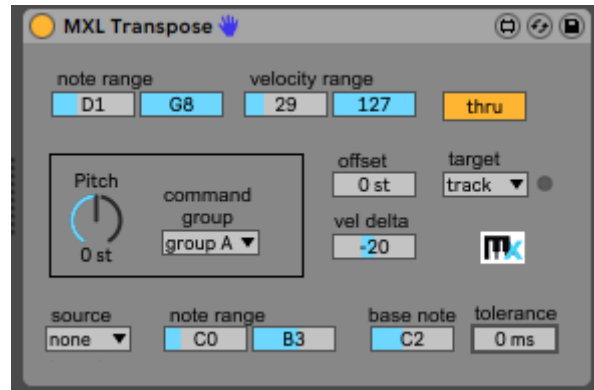 MXL Transpose
note range
velocity range
D1
G8
29
127
thru
Pitch
0 st
command
group
group A
offset
0 st
target
track
vel delta
-20
mx
source
none
note range
C0
B3
base note
C2
tolerance
0 ms